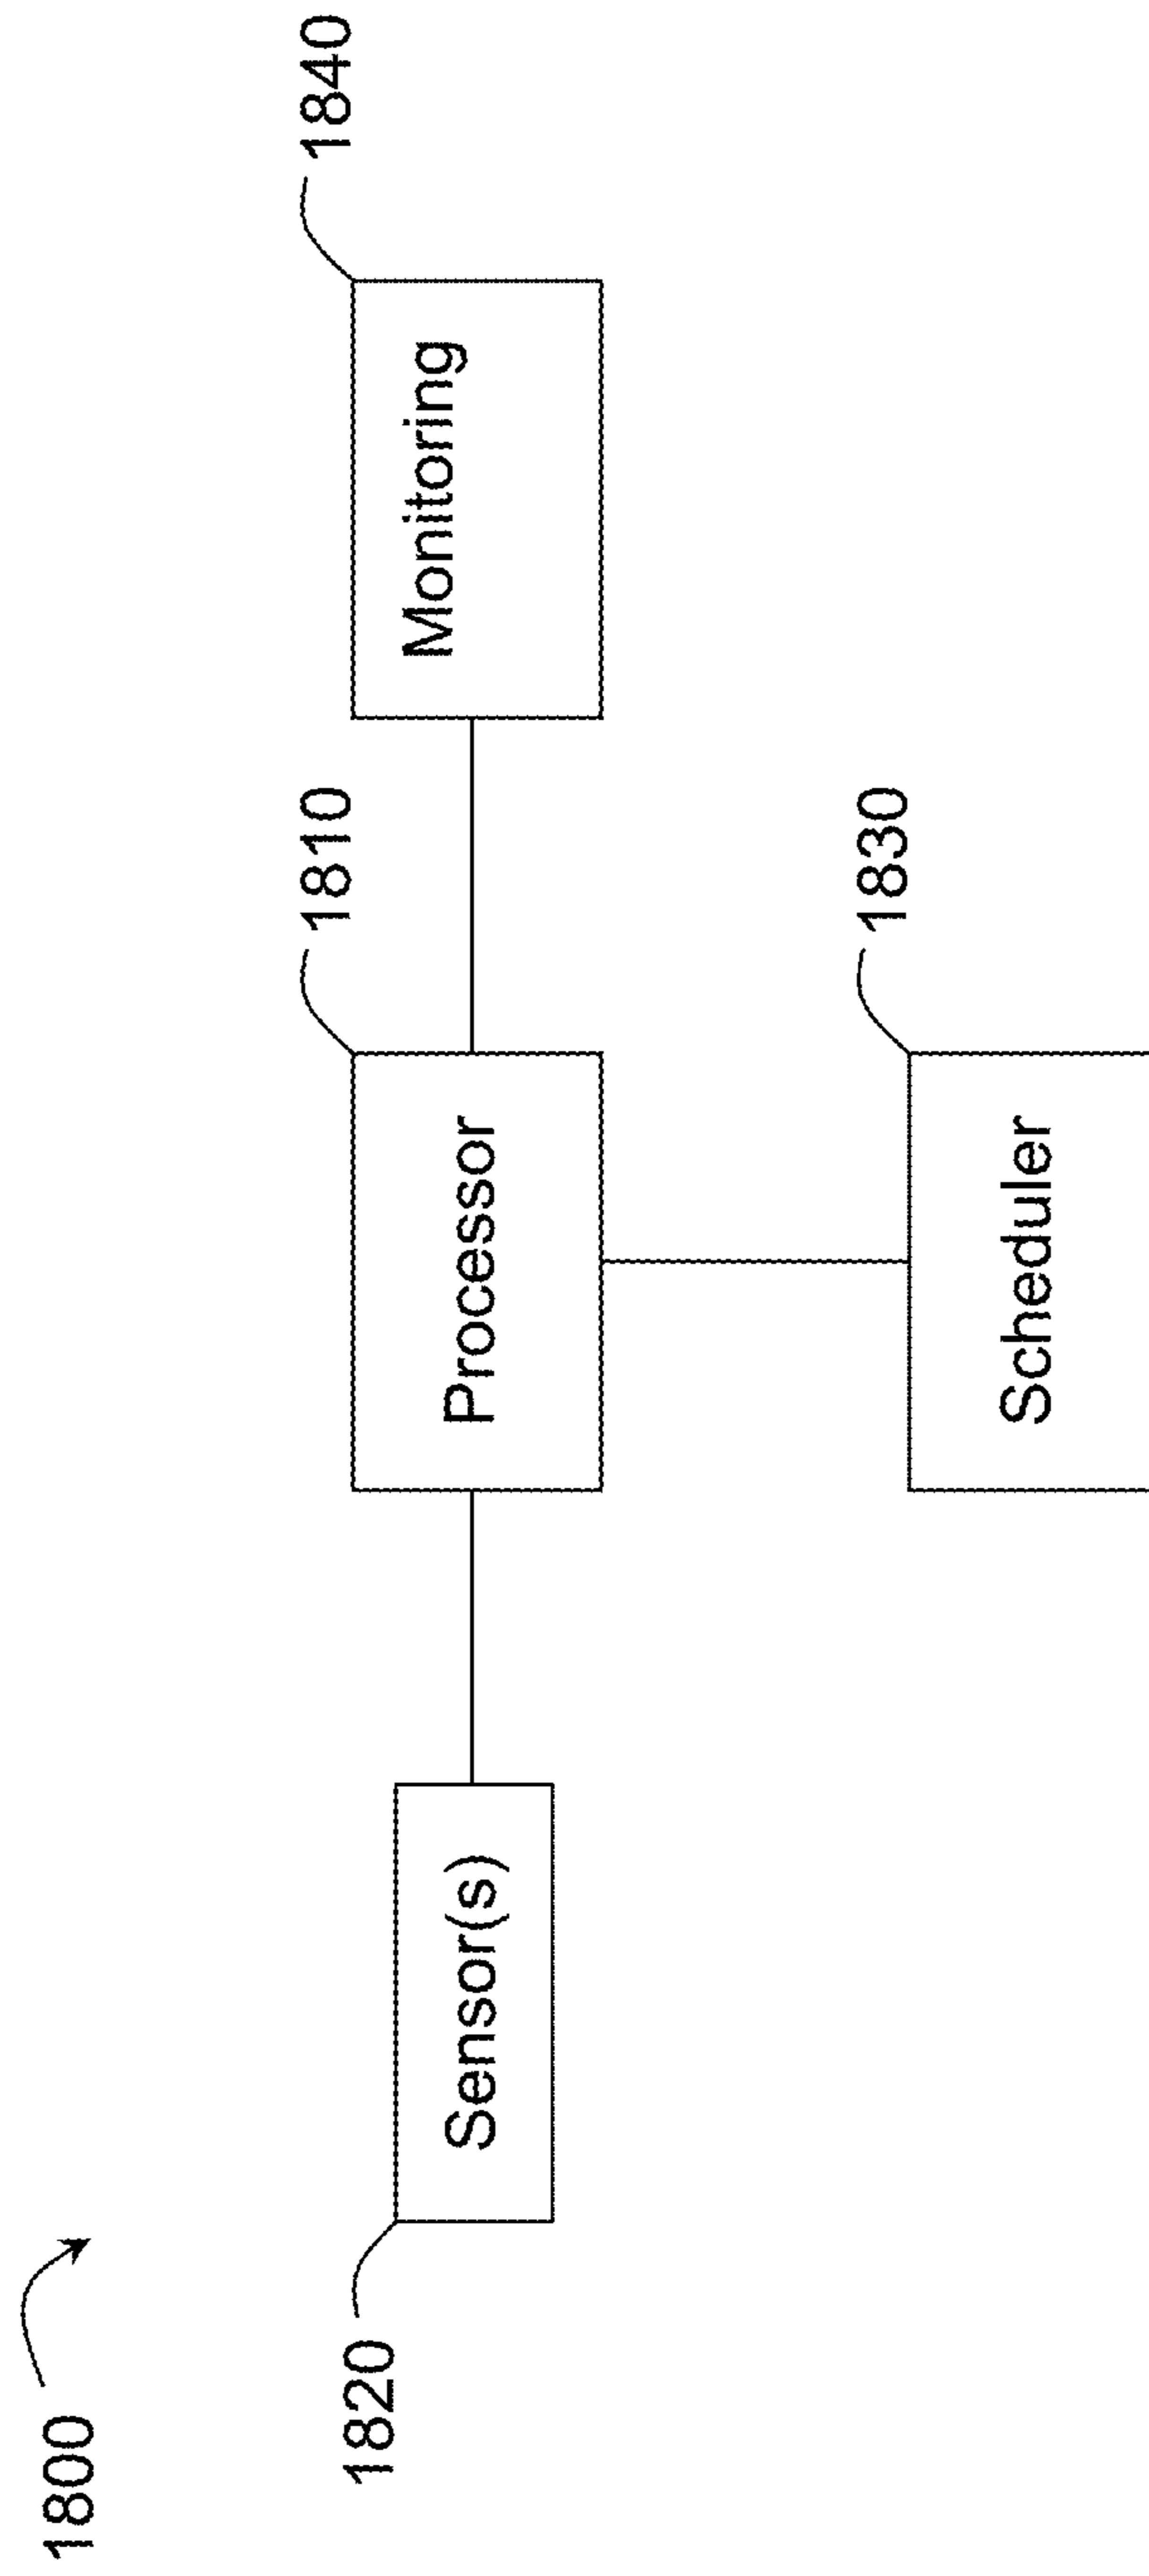 1800
1820
Sensor(s)
1810
Processor
1840
Monitoring
1830
Scheduler